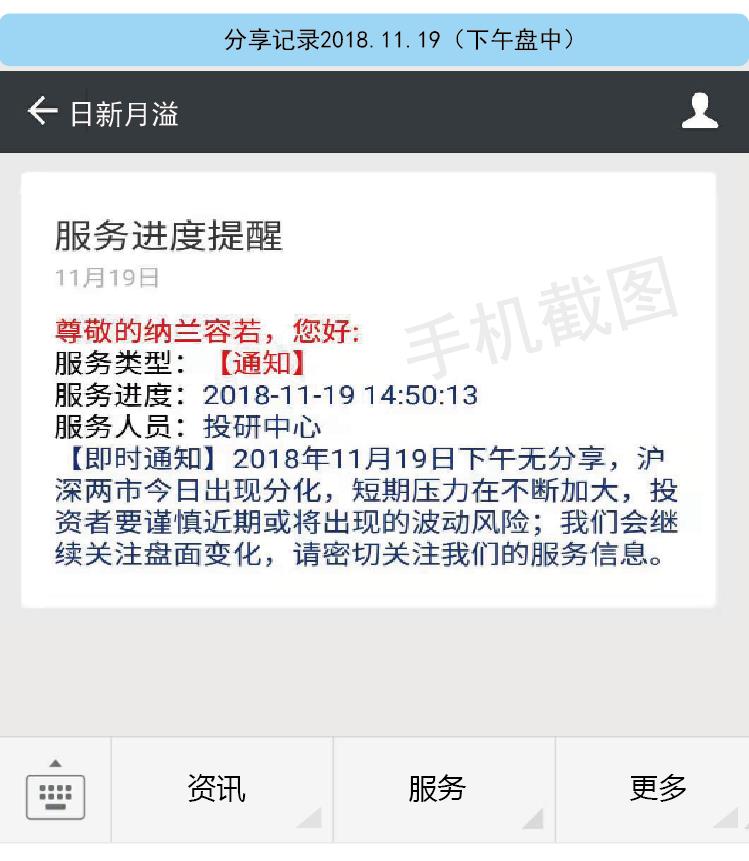 分享记录2018.11.19（下午盘中）
日新月溢
服务进度提醒
11月19日
尊敬的纳兰容若，您好:
服务类型：【通知】
服务进度：2018-11-19 14:50:13
服务人员：投研中心
【即时通知】2018年11月19日下午无分享，沪
深两市今日出现分化，短期压力在不断加大，投
资者要谨慎近期或将出现的波动风险；我们会继
续关注盘面变化，请密切关注我们的服务信息。
手机截图
资讯
服务
更多